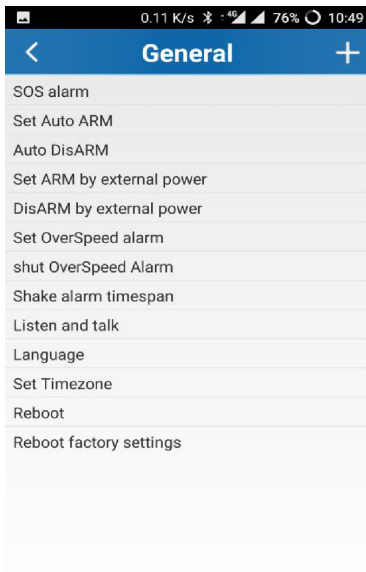 0.11 K/s 4G 76% 10:49
General
SOS alarm
Set Auto ARM
Auto DisARM
Set ARM by external power
DisARM by external power
Set OverSpeed alarm
shut OverSpeed Alarm
Shake alarm timespan
Listen and talk
Language
Set Timezone
Reboot
Reboot factory settings